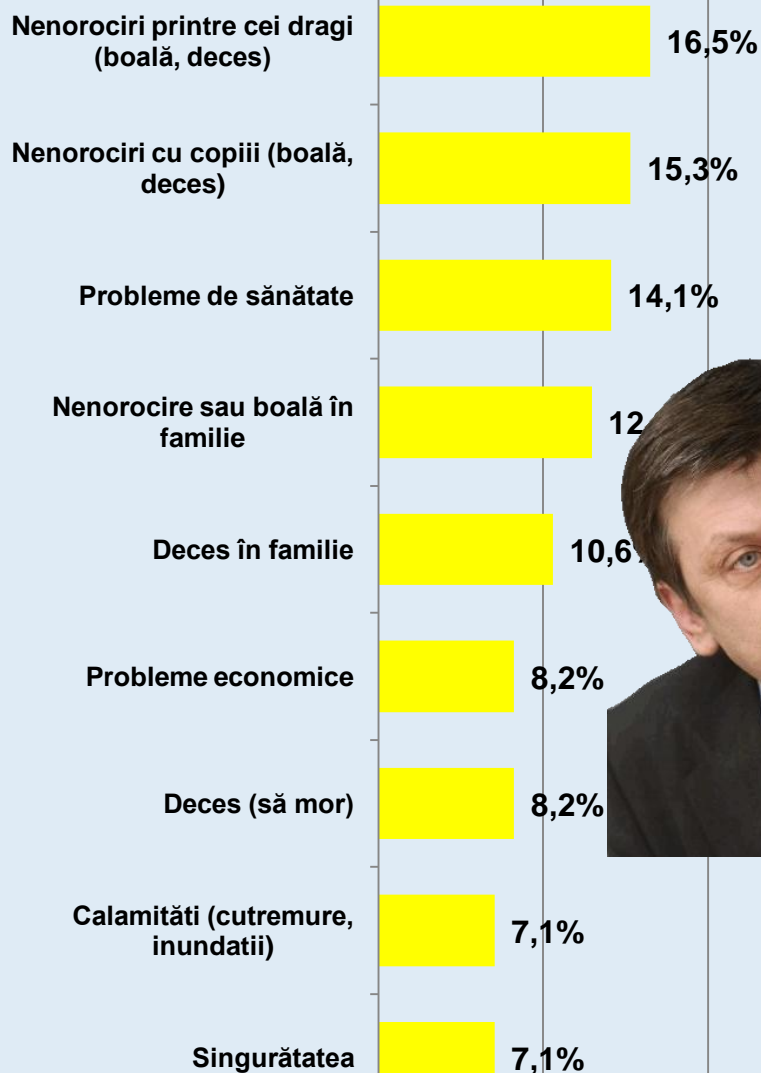 Nenorociri printre cei dragi
(boală, deces)
16,5%
Nenorociri cu copiii (boală,
deces)
15,3%
Probleme de sănătate
14,1%
Nenorocire sau boală în
familie
12
Deces în familie
10,6
Probleme economice
8,2%
Deces (să mor)
8,2%
Calamităti (cutremure,
inundatii)
7,1%
Singurătatea
7,1%